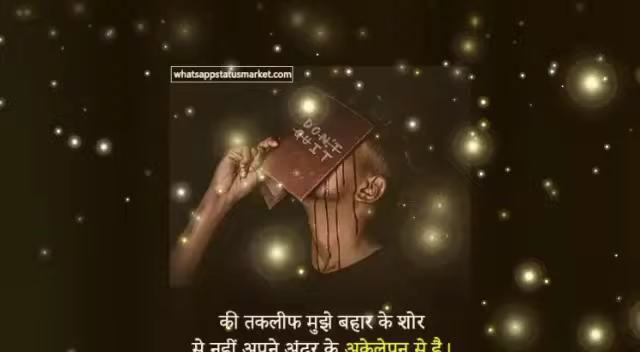 whatsappstatusmarket.com
DON'T
QUIT
की तकलीफ मुझे बहार के शोर
से नहीं अपने अंदर के अकेलेपन से है।